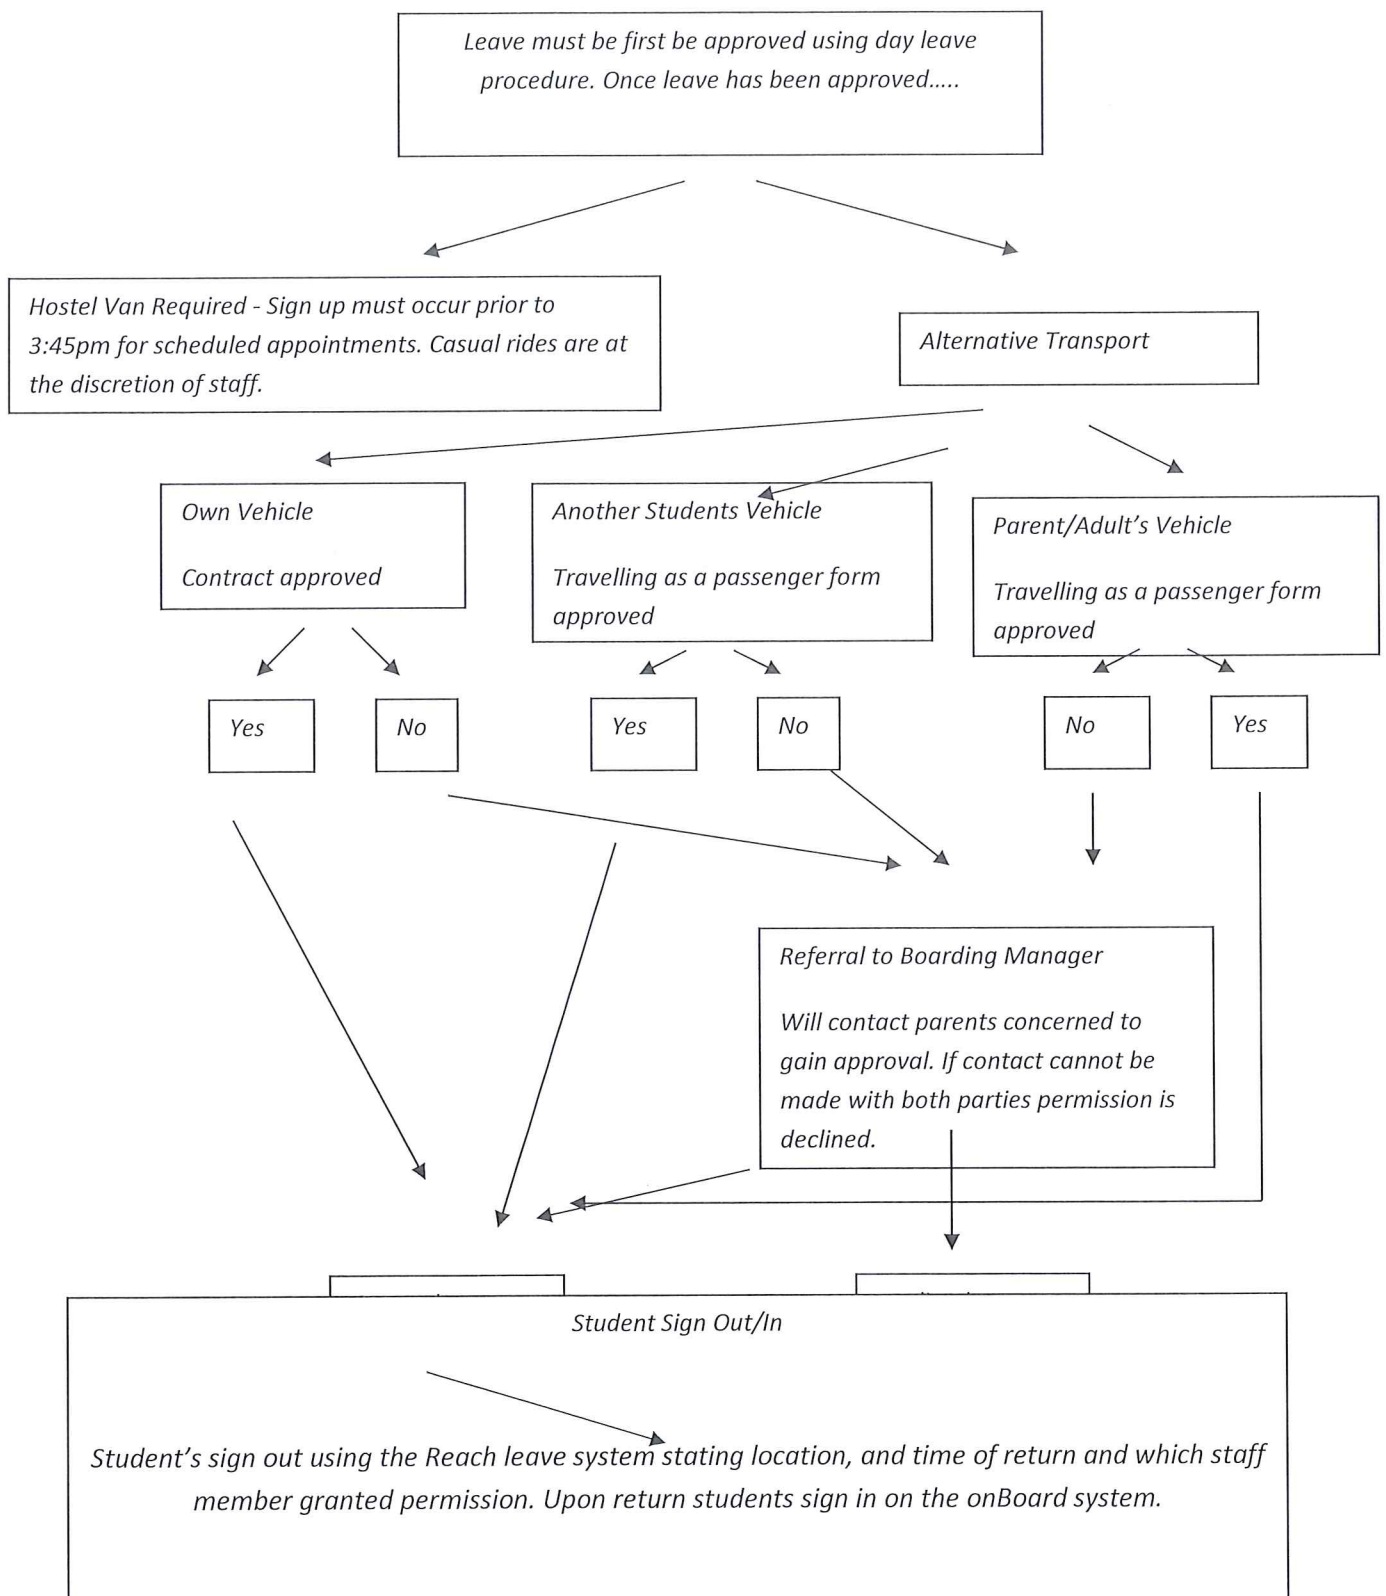 Leave must be first be approved using day leave
procedure. Once leave has been approved.....
Hostel Van Required - Sign up must occur prior to
3:45pm for scheduled appointments. Casual rides are at
the discretion of staff.
Alternative Transport
Own Vehicle
Contract approved
Another Students Vehicle
Travelling as a passenger form
approved
Parent/Adult's Vehicle
Travelling as a passenger form
approved
Yes
No
Yes
No
No
Yes
Referral to Boarding Manager
Will contact parents concerned to
gain approval. If contact cannot be
made with both parties permission is
declined.
Student Sign Out/In
Student's sign out using the Reach leave system stating location, and time of return and which staff
member granted permission. Upon return students sign in on the onBoard system.